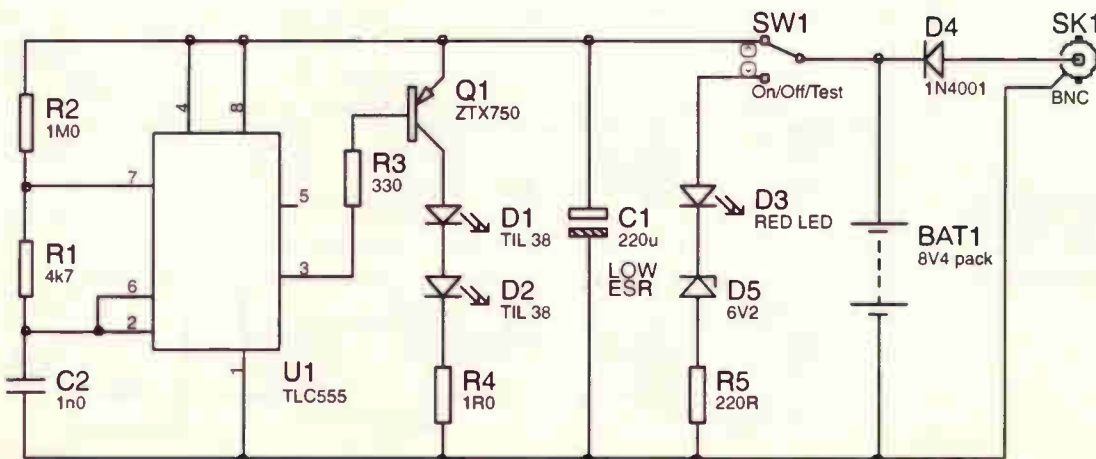 SW1
On/Off/Test
D4
1N4001
SK1
BNC
R2
1M0
4
8
Q1
ZTX750
7
5
R3
330
D1
TIL 38
C1
220u
LOW
ESR
D3
RED LED
BAT1
8V4 pack
R1
4k7
3
6
2
D2
TIL 38
D5
6V2
1
U1
TLC555
C2
1n0
R4
1R0
R5
220R